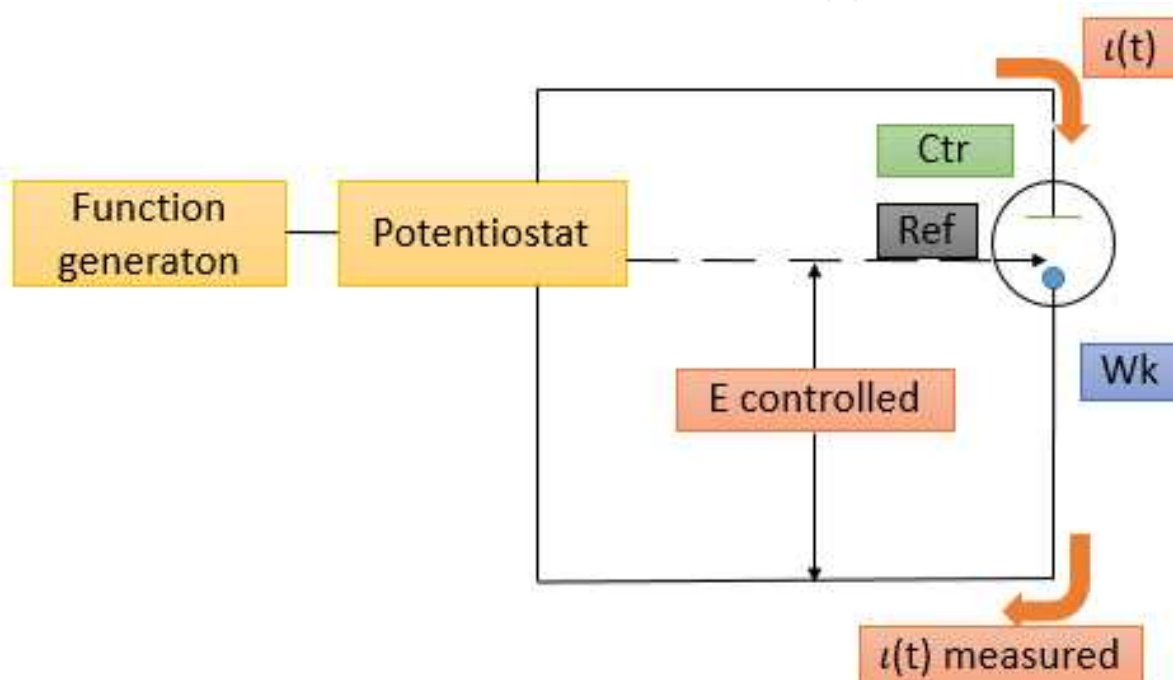 ι(t)
Ctr
Function
generaton
Potentiostat
Ref
Wk
E controlled
ι(t) measured